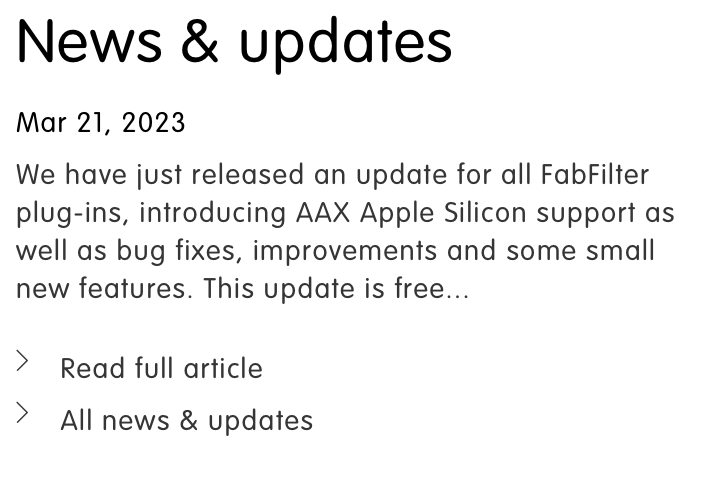 News & updates
Mar 21, 2023
We have just released an update for all FabFilter
plug-ins, introducing AAX Apple Silicon support as
well as bug fixes, improvements and some small
new features. This update is free...
Read full article
All news & updates